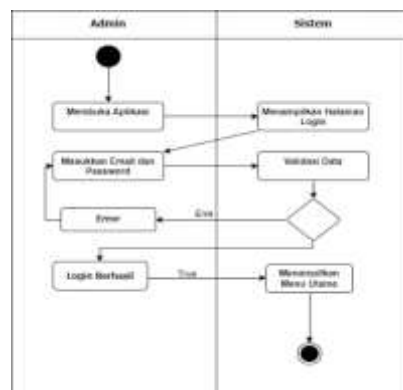 Admin
Sistem
Membuka Aplikasi
Menampilkan Halaman
Login
Masukkan Email dan
Password
Validasi Data
Error
Login Berhasil
True
Menampilkan
Menu Utama